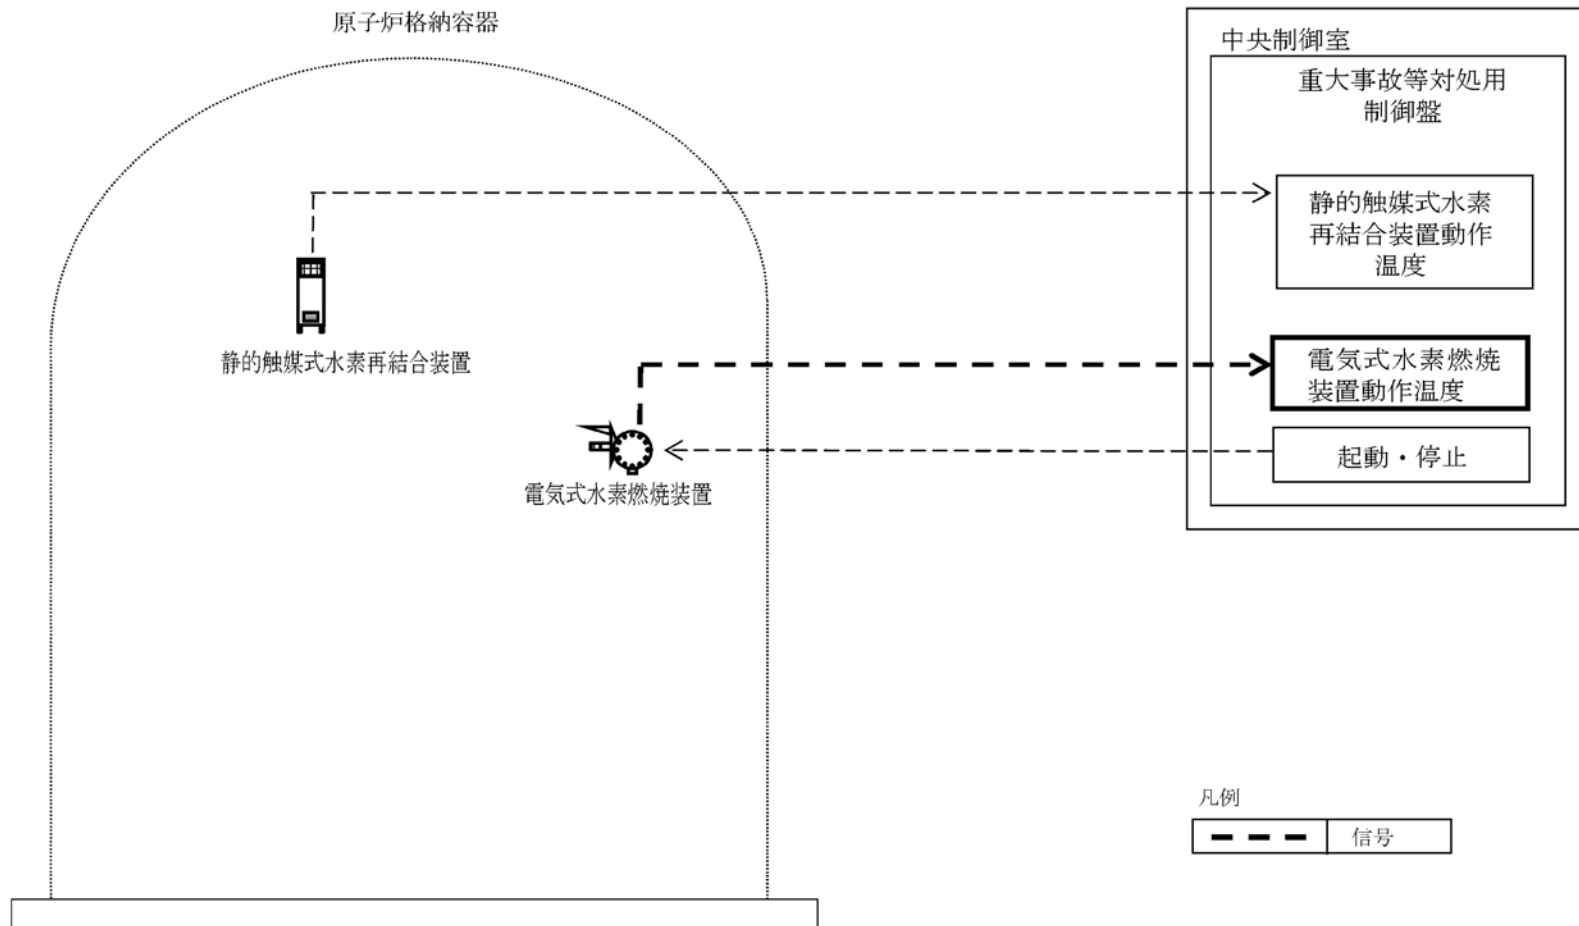 原子炉格納容器
中央制御室
重大事故等対処用
制御盤
静的触媒式水素
再結合装置動作
温度
静的触媒式水素再結合装置
電気式水素燃焼
装置動作温度
起動・停止
電気式水素燃焼装置
凡例
信号